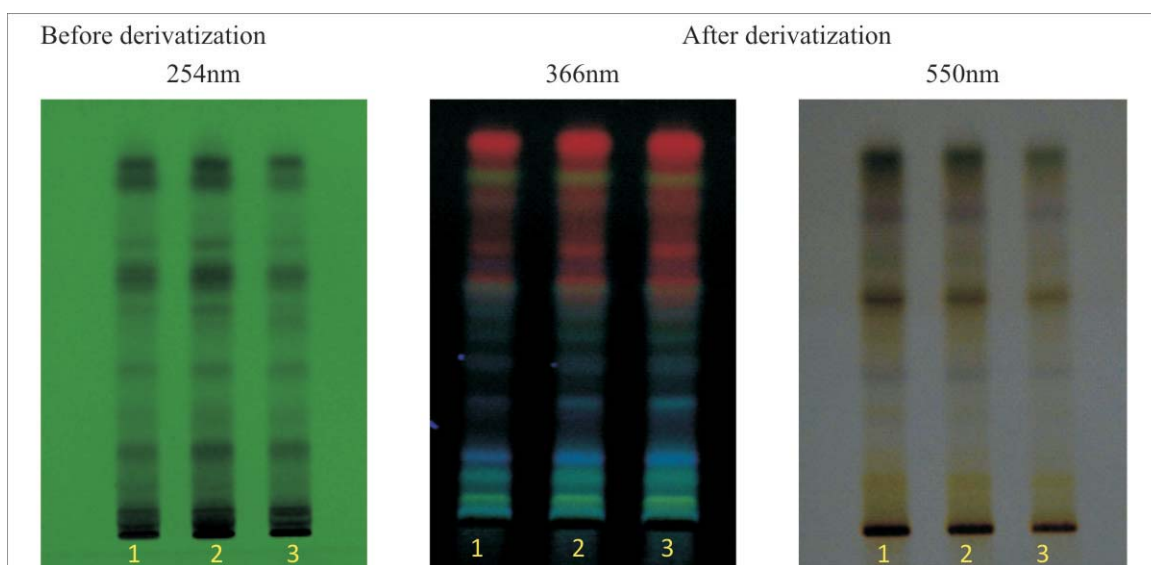 Before derivatization After derivatization
254nm 366nm 550nm
1 2 3 1 2 3 1 2 3